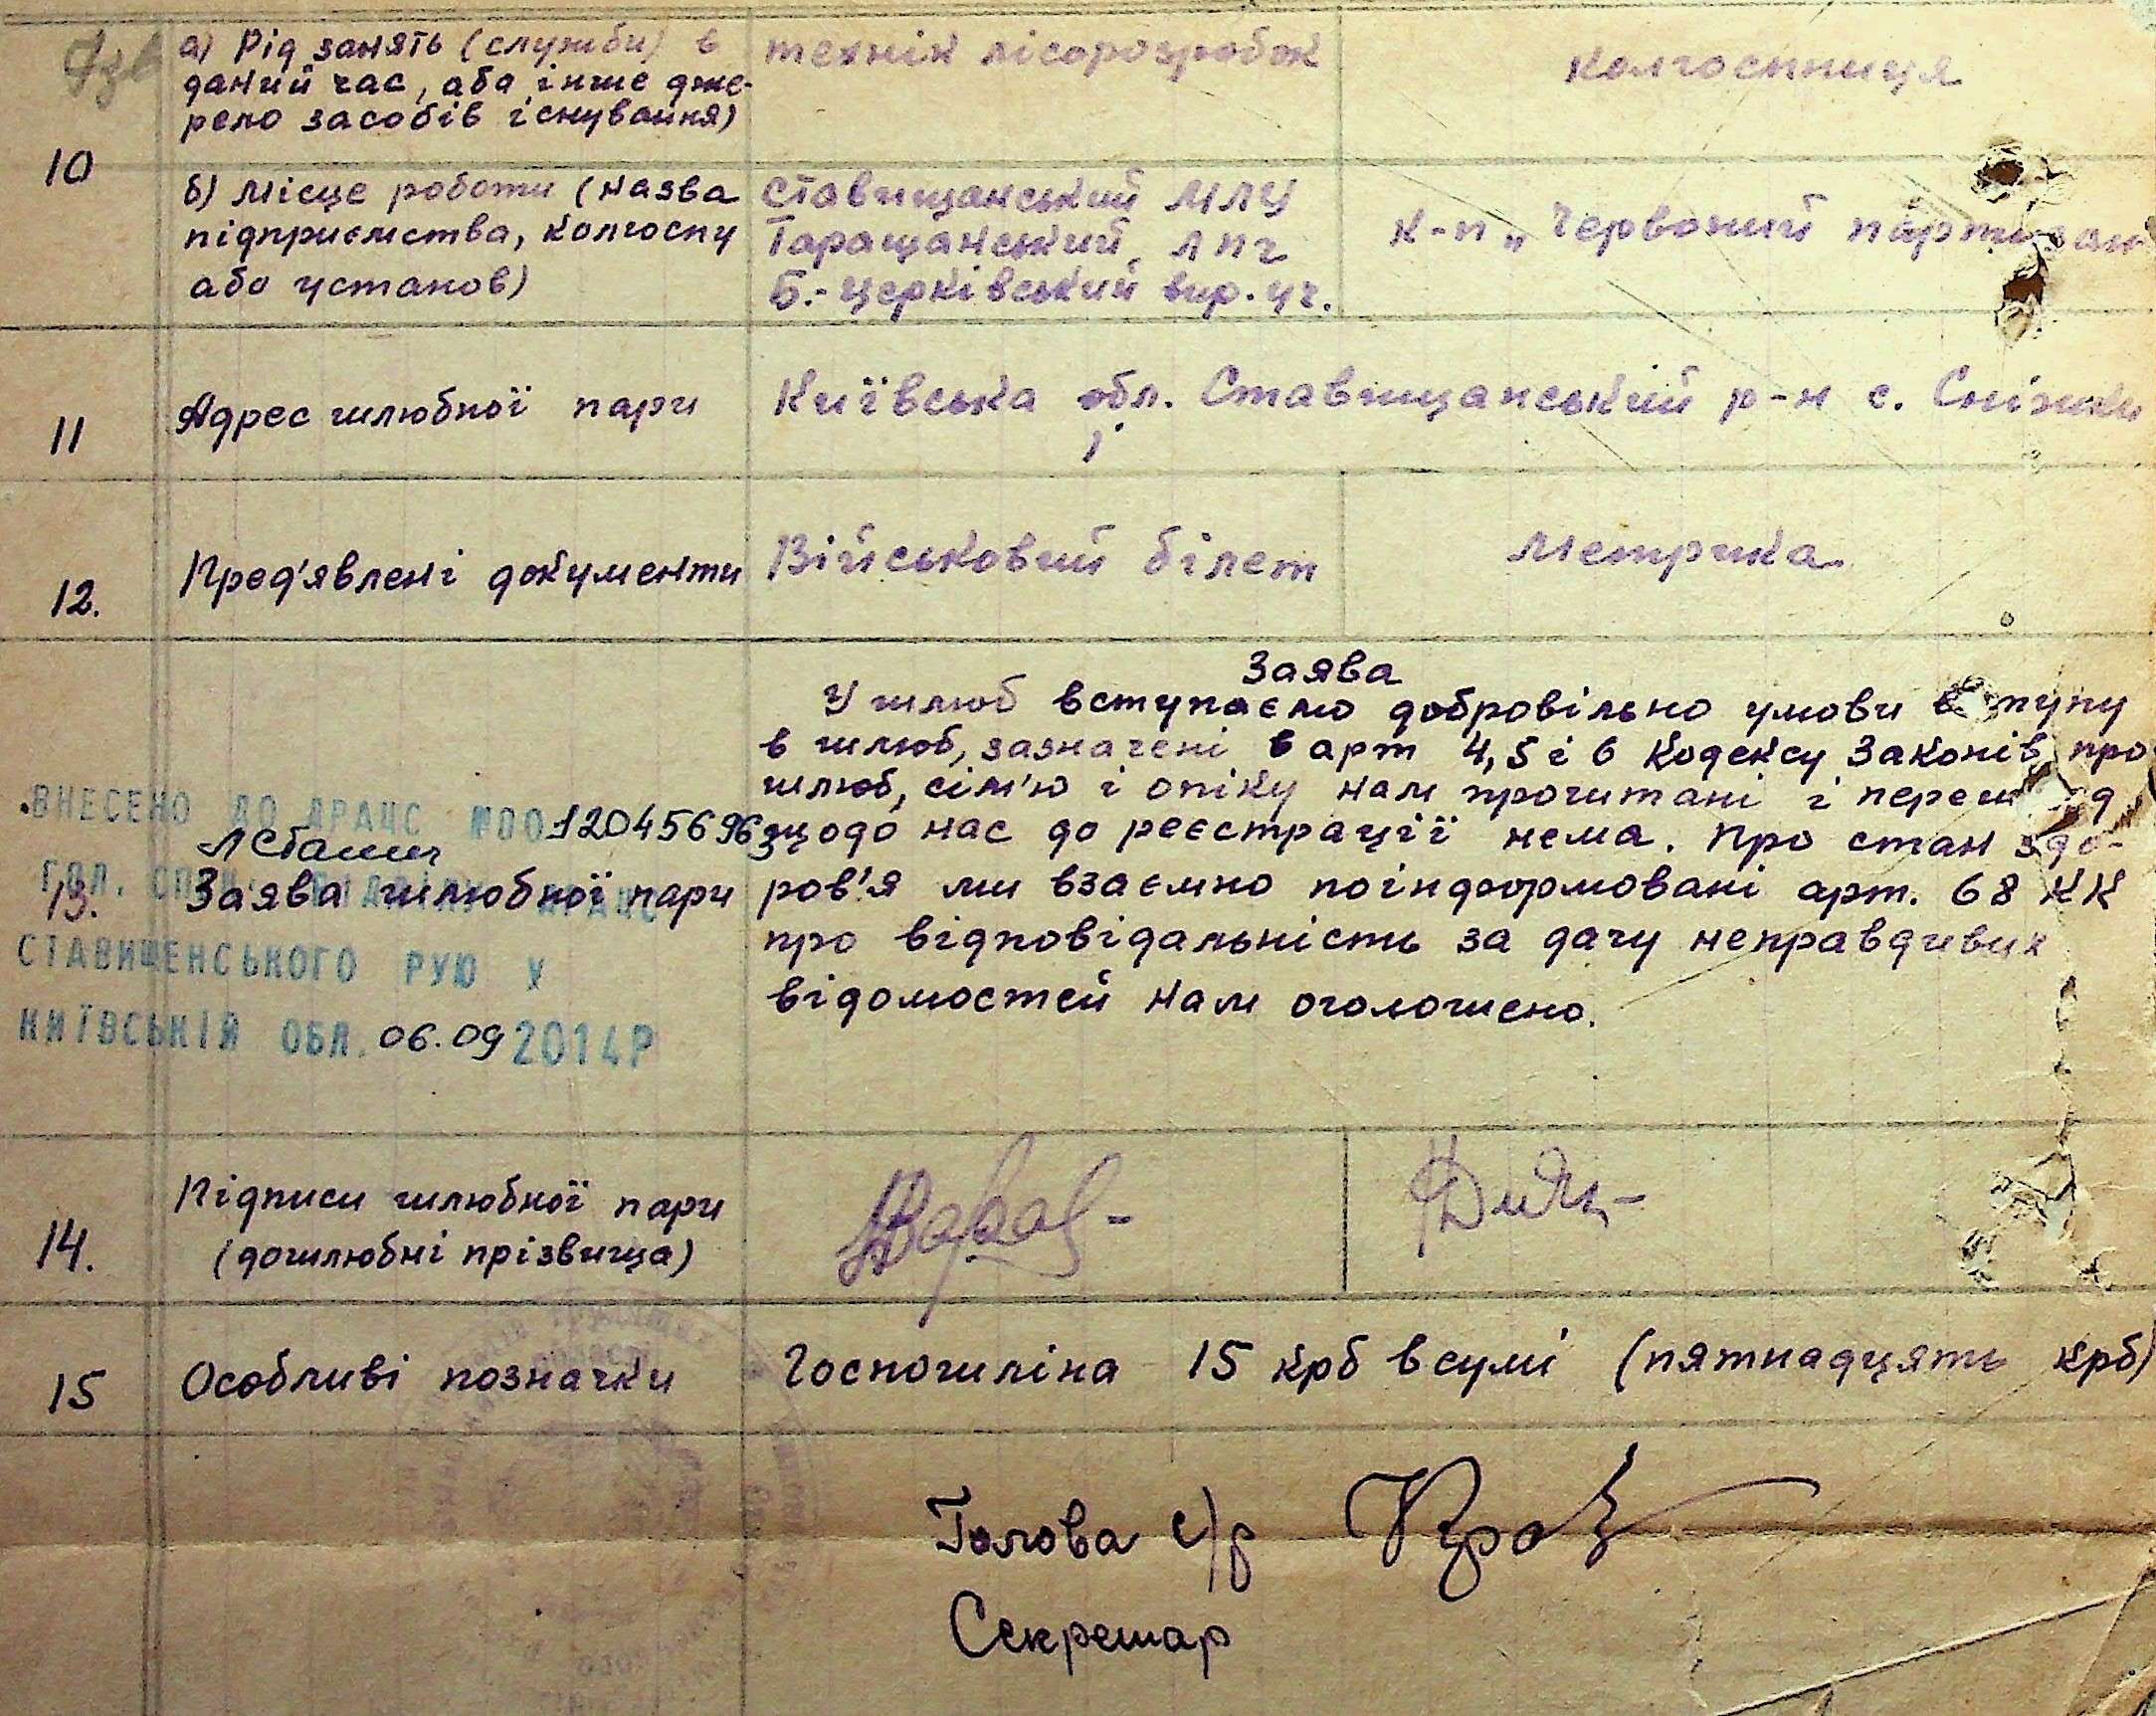 а) Рід занять (служби) в
даний час, або інше дже-
рело засобів існування)
технік лісорозробок
колгоспниця
10
б) Місце роботи (назва
підприємства, колгоспу
або установ)
Ставищанський МЛУ
Таращанський ЛПЧ
Б.-Церківський вир. уч.
к-п „Червоний партизан
11
Адрес шлюбної пари
Київська обл. Ставищанський р-н с. Сніжки
12.
Пред'явлені документи
Військовий білет
Метрика
Заява
У шлюб вступаємо добровільно умови вступу
в шлюб, зазначені в арт 4,5 і 6 Кодексу Законів про
шлюб, сім'ю і опіку нам прочитані і перешкод
щодо нас до реєстрації нема. Про стан здо-
ров'я ми взаємно поінформовані арт. 68 КК
про відповідальність за дачу неправдивих
відомостей нам оголошено.
ВНЕСЕНО ДО ДРАЦС №00120456963
13.
Заява шлюбної пари
СТАВИЩЕНСЬКОГО РУЮ У
КИЇВСЬКІЙ ОБЛ. 06.09 2014Р
14.
Підписи шлюбної пари
(дошлюбні прізвища)
15
Особливі позначки
Госпошліна 15 крб в сумі (пятнадцять крб)
Голова с/р
Секретар